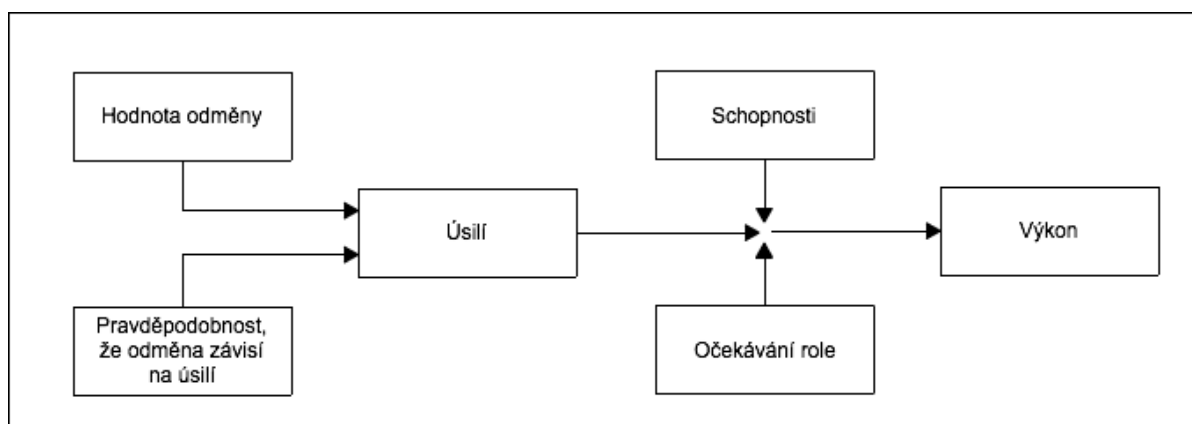 Hodnota odměny
Schopnosti
Úsilí
Výkon
Pravděpodobnost,
že odměna závisí
na úsilí
Očekávání role